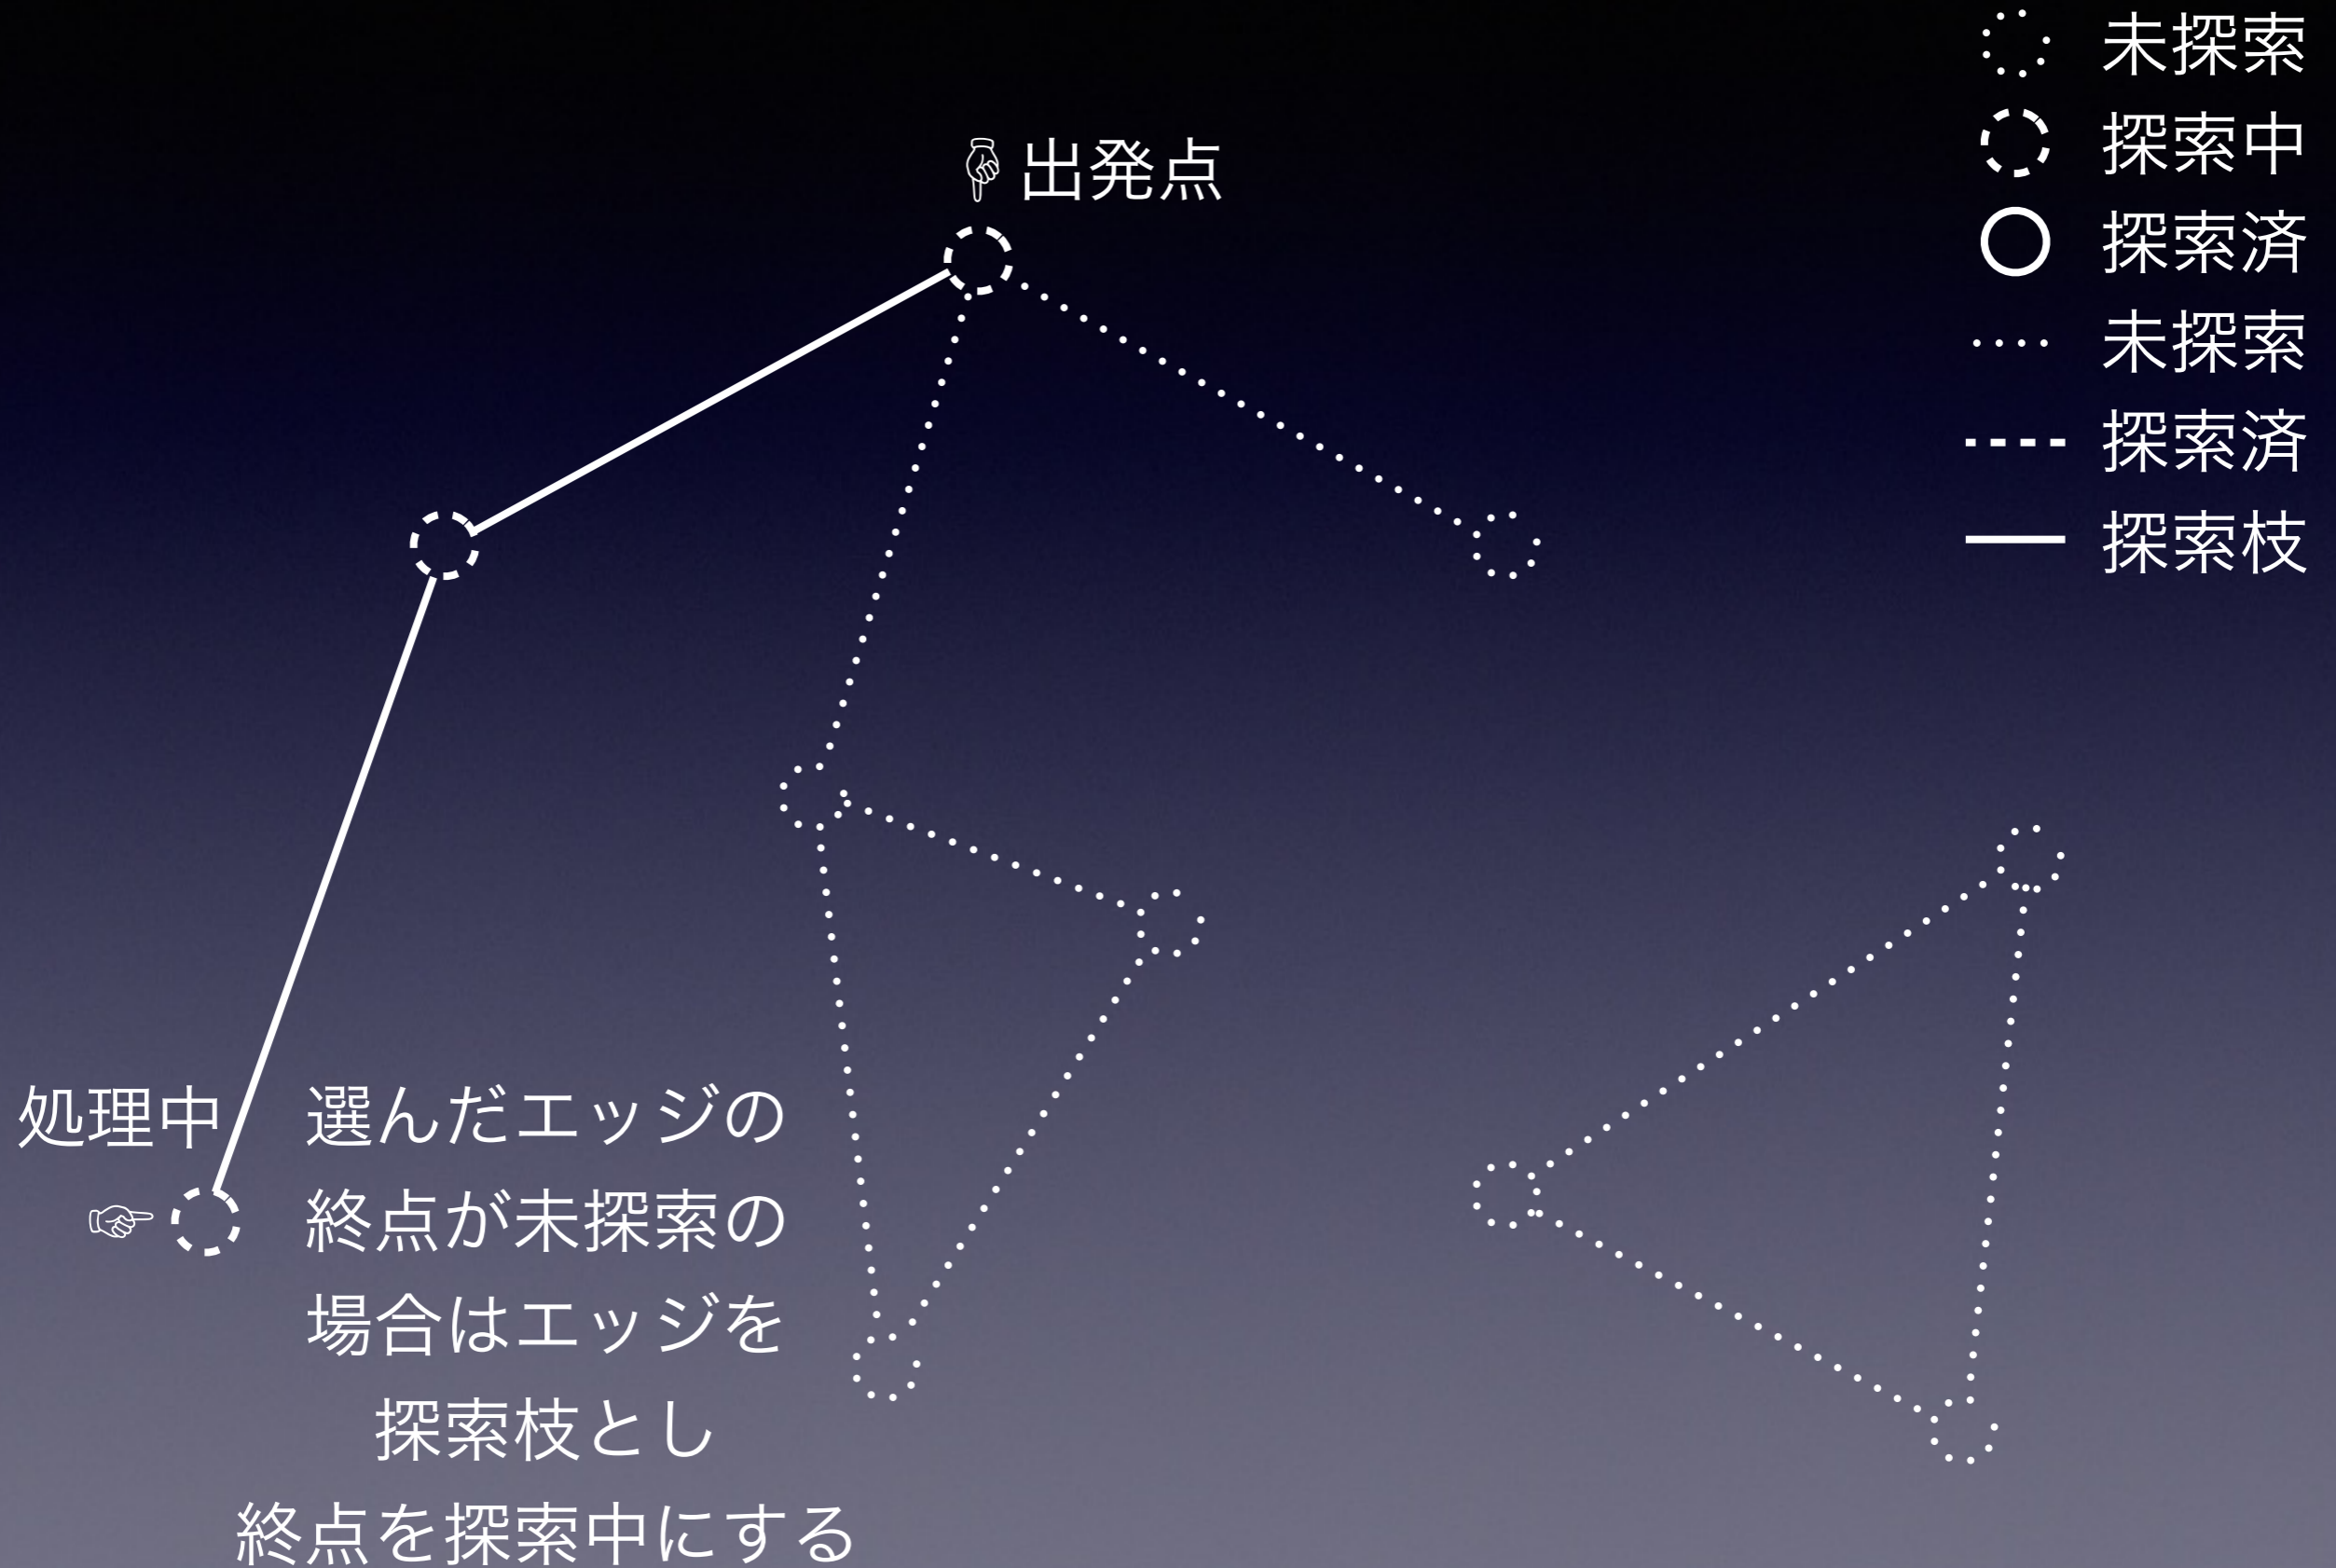 未探索
探索中
探索済
未探索
探索済
探索枝
☟出発点
処理中
☞
選んだエッジの
終点が未探索の
場合はエッジを
探索枝とし
終点を探索中にする